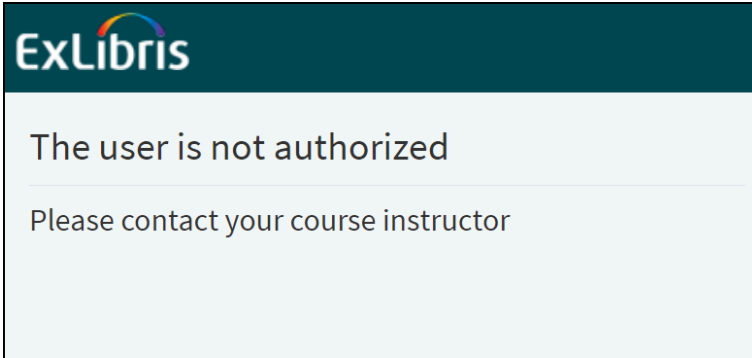 ExLibris
The user is not authorized
Please contact your course instructor